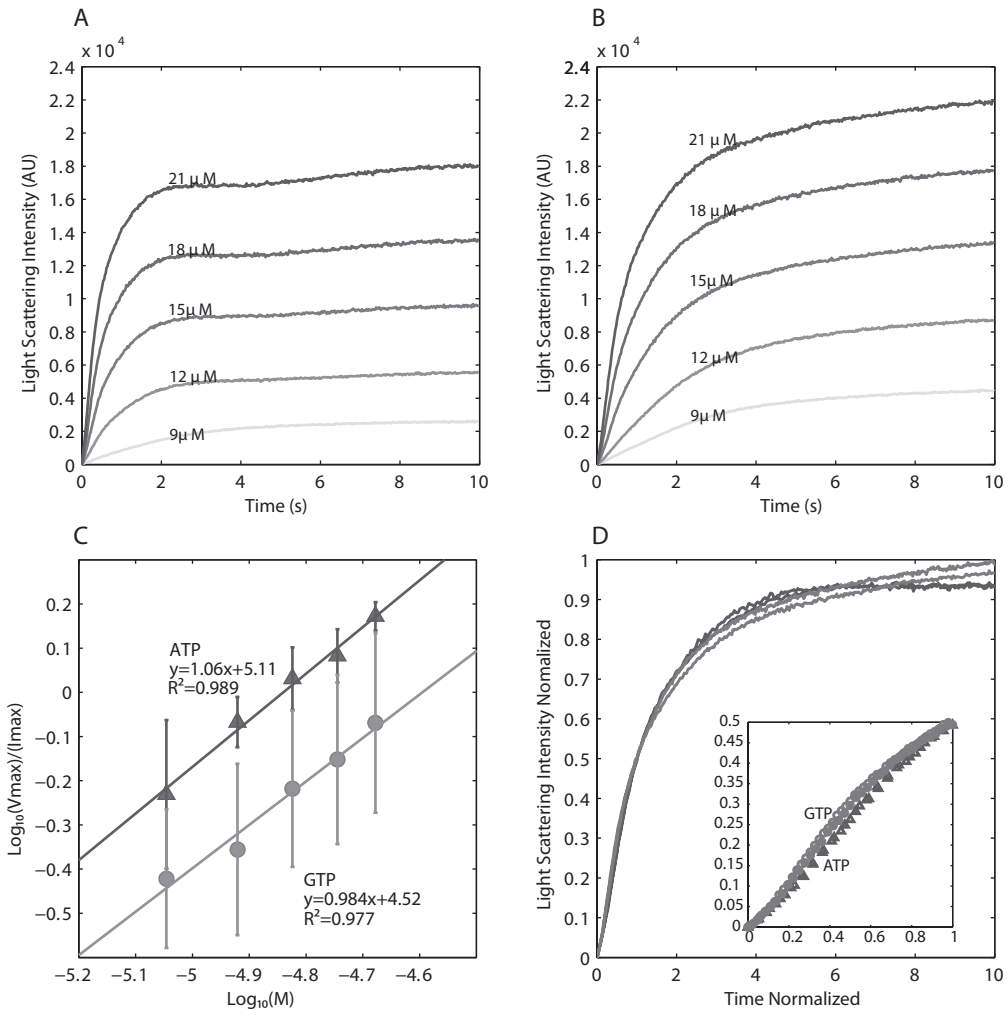 A
x 10⁴
2.4
2.2
2
1.8
1.6
1.4
1.2
1
0.8
0.6
0.4
0.2
0
Light Scattering Intensity (AU)
21 µ M
18 µ M
15µ M
12 µ M
9µ M
0 2 4 6 8 10
Time (s)
B
x 10⁴
2.4
2.2
2
1.8
1.6
1.4
1.2
1
0.8
0.6
0.4
0.2
0
Light Scattering Intensity (AU)
21 µ M
18 µ M
15µ M
12 µ M
9µ M
0 2 4 6 8 10
Time (s)
C
0.2
0.1
0
−0.1
−0.2
−0.3
−0.4
−0.5
Log₁₀(Vmax)/(Imax)
ATP
y=1.06x+5.11
R²=0.989
GTP
y=0.984x+4.52
R²=0.977
−5.2 −5.1 −5 −4.9 −4.8 −4.7 −4.6
Log₁₀(M)
D
1
0.9
0.8
0.7
0.6
0.5
0.4
0.3
0.2
0.1
0
Light Scattering Intensity Nomalized
0.5
0.45
0.4
0.35
0.3
0.25
0.2
0.15
0.1
0.05
0
GTP
ATP
0 0.2 0.4 0.6 0.8 1
0 2 4 6 8 10
Time Normalized